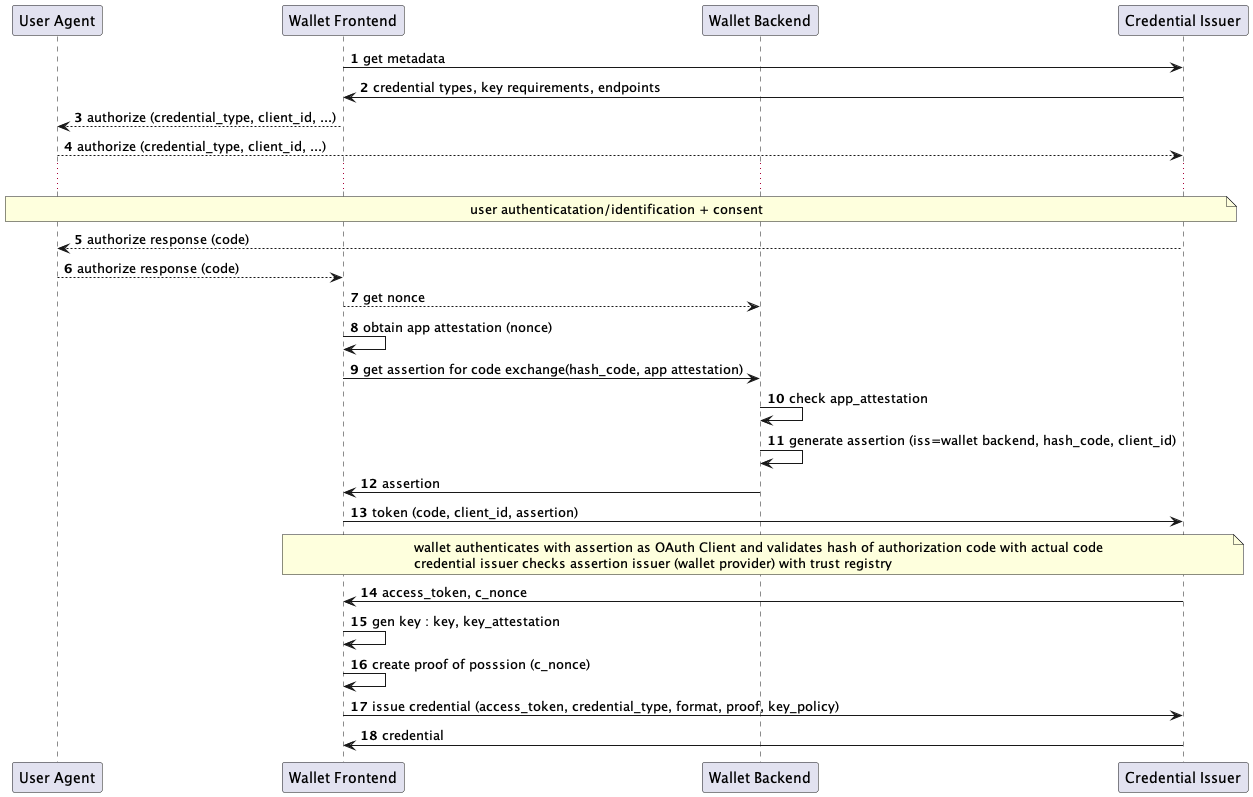 User Agent
Wallet Frontend
Wallet Backend
Credential Issuer
1 get metadata
2 credential types, key requirements, endpoints
3 authorize (credential_type, client_id, ...)
4 authorize (credential_type, client_id, ...)
user authenticatation/identification + consent
5 authorize response (code)
6 authorize response (code)
7 get nonce
8 obtain app attestation (nonce)
9 get assertion for code exchange(hash_code, app attestation)
10 check app_attestation
11 generate assertion (iss=wallet backend, hash_code, client_id)
12 assertion
13 token (code, client_id, assertion)
wallet authenticates with assertion as OAuth Client and validates hash of authorization code with actual code
credential issuer checks assertion issuer (wallet provider) with trust registry
14 access_token, c_nonce
15 gen key : key, key_attestation
16 create proof of posssion (c_nonce)
17 issue credential (access_token, credential_type, format, proof, key_policy)
18 credential
User Agent
Wallet Frontend
Wallet Backend
Credential Issuer